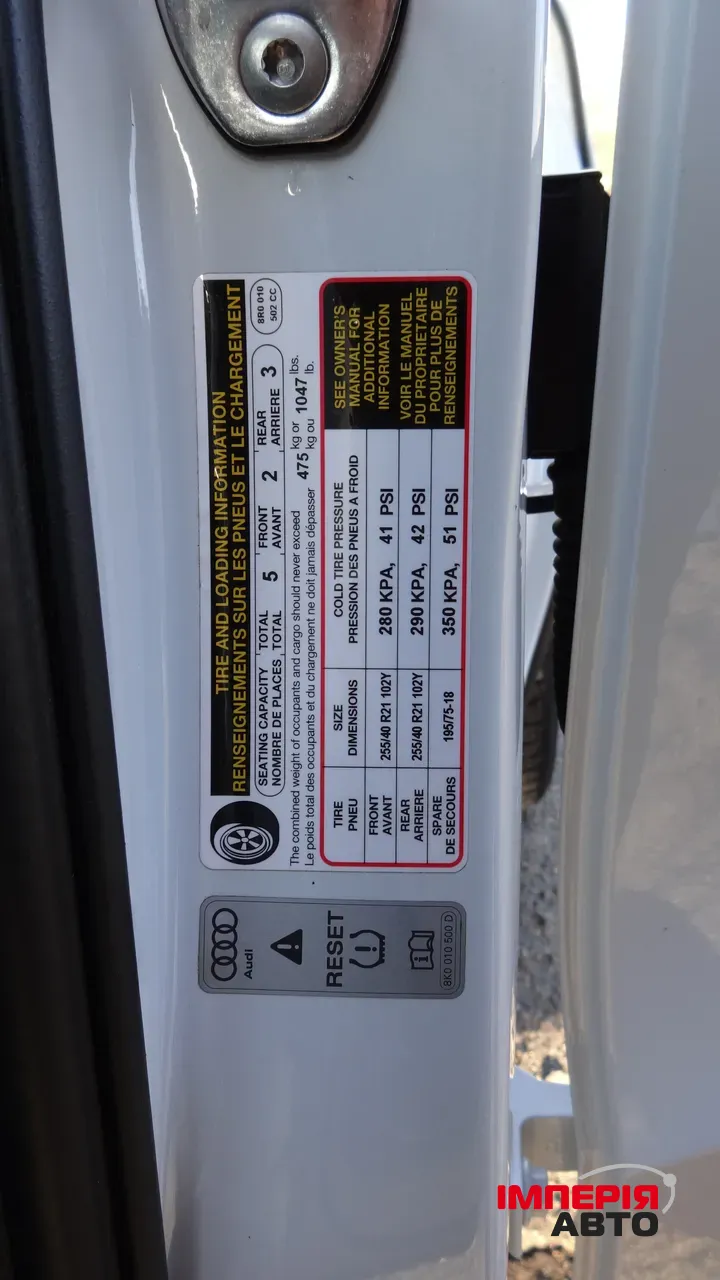 TIRE AND LOADING INFORMATION
RENSEIGNEMENTS SUR LES PNEUS ET LE CHARGEMENT
SEATING CAPACITY TOTAL 5 FRONT 2 REAR 3
NOMBRE DE PLACES TOTAL AVANT ARRIERE
8R0 010
502 CC
The combined weight of occupants and cargo should never exceed 475 kg or 1047 lbs.
Le poids total des occupants et du chargement ne doit jamais dépasser kg ou lb.
TIRE SIZE COLD TIRE PRESSURE
PNEU DIMENSIONS PRESSION DES PNEUS A FROID
FRONT
AVANT 255/40 R21 102Y 280 KPA, 41 PSI
REAR
ARRIERE 255/40 R21 102Y 290 KPA, 42 PSI
SPARE
DE SECOURS 195/75-18 350 KPA, 51 PSI
SEE OWNER'S
MANUAL FOR
ADDITIONAL
INFORMATION
VOIR LE MANUEL
DU PROPRIETAIRE
POUR PLUS DE
RENSEIGNEMENTS
Audi
RESET
8K0 010 500 D
ІМПЕРІЯ
АВТО